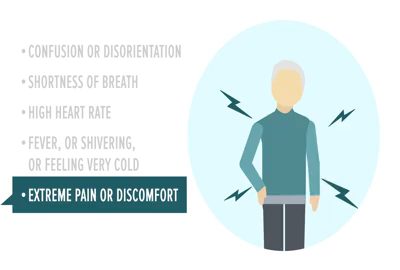 • CONFUSION OR DISORIENTATION
• SHORTNESS OF BREATH
• HIGH HEART RATE
• FEVER, OR SHIVERING,
OR FEELING VERY COLD
• EXTREME PAIN OR DISCOMFORT